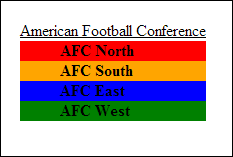 American Football Conference
AFC North
AFC South
AFC East
AFC West